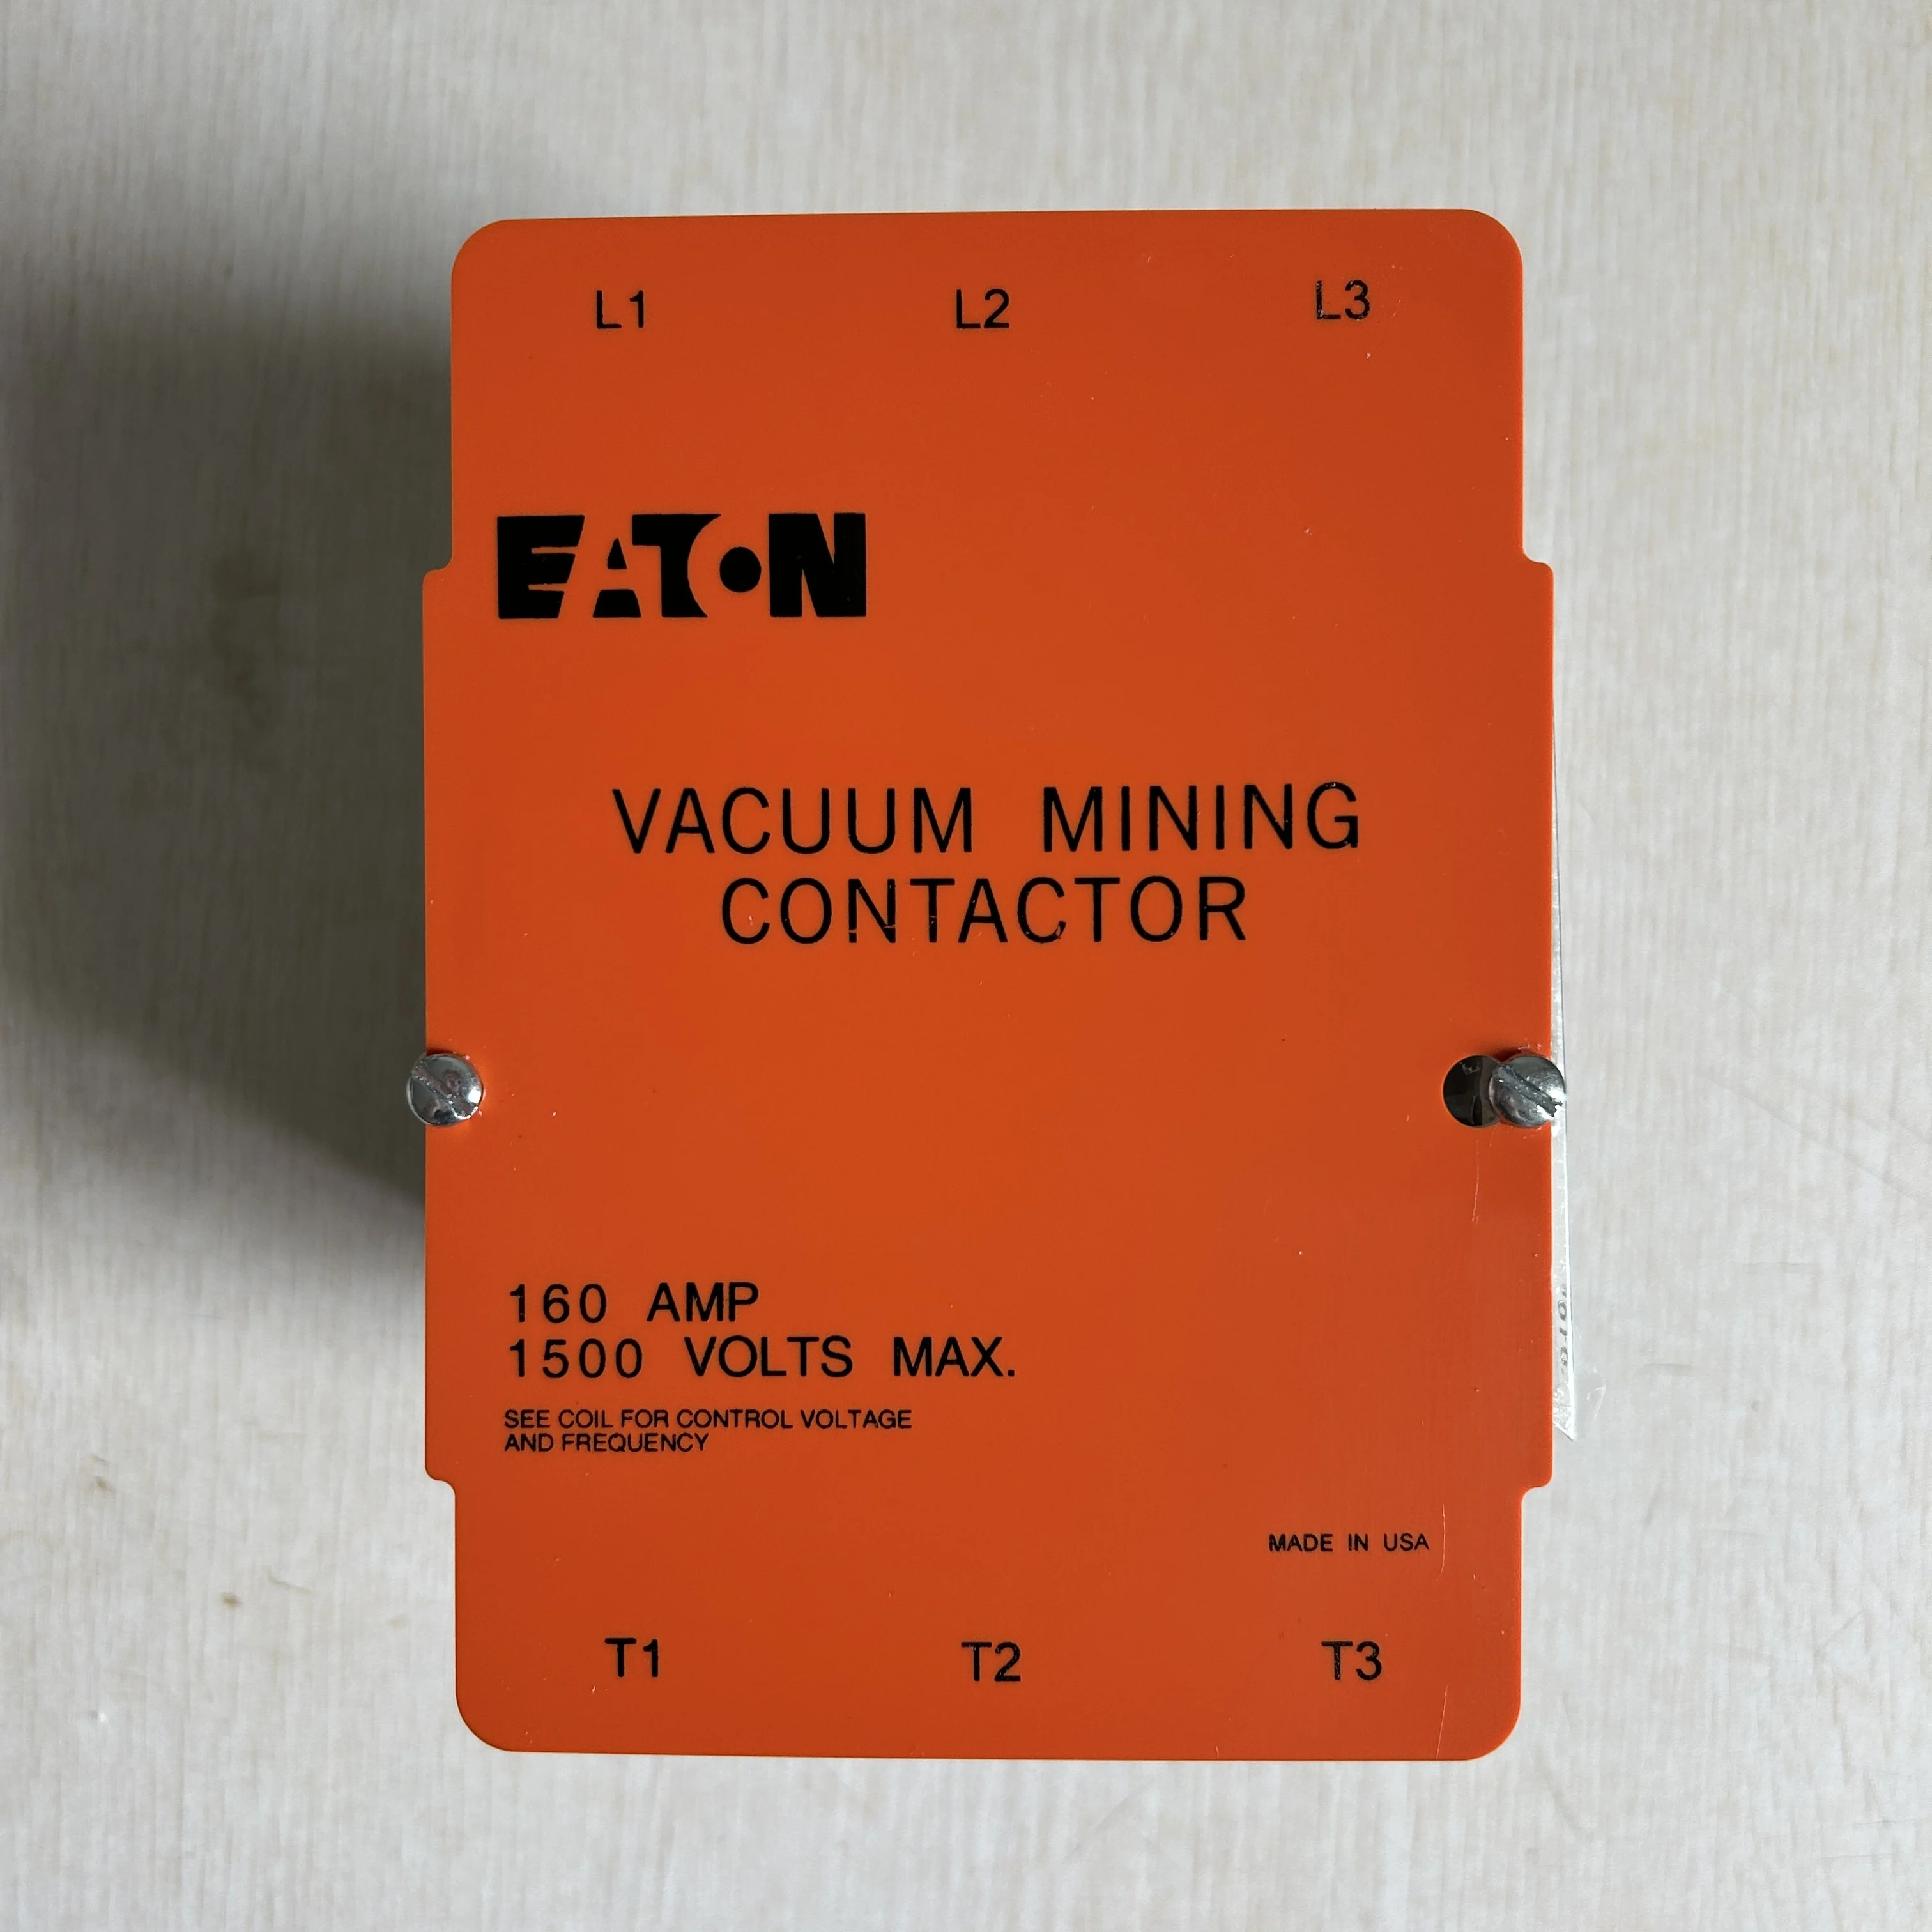 L1 L2 L3
EATON
VACUUM MINING
CONTACTOR
160 AMP
1500 VOLTS MAX.
SEE COIL FOR CONTROL VOLTAGE
AND FREQUENCY
MADE IN USA
T1 T2 T3